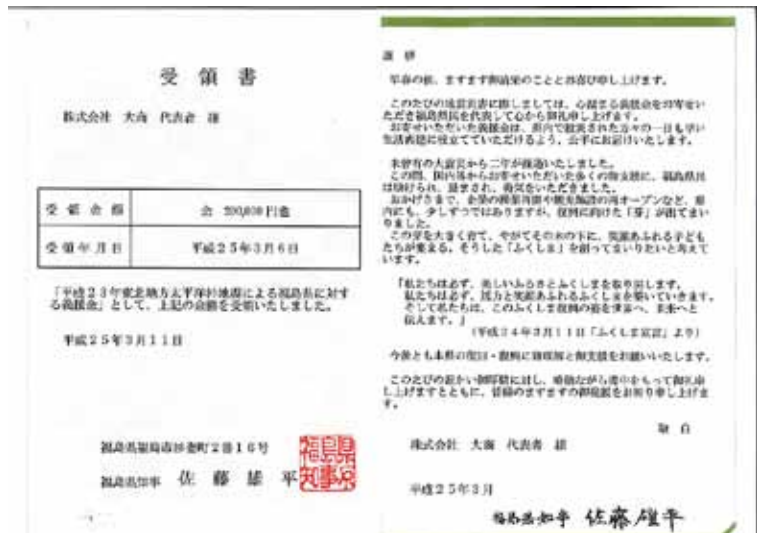 受領書
株式会社 大商 代表者 様
受領金額 金 200,000円也
受領年月日 平成25年3月6日
「平成23年東北地方太平洋沖地震による福島県に対す
る義援金」として、上記の金額を受領いたしました。
平成25年3月11日
福島県福島市杉妻町2番16号
福島県知事 佐藤雄平
謹啓
早春の候、ますます御清栄のこととお喜び申し上げます。
このたびの地震災害に際しましては、心温まる義援金をお寄せい
ただき福島県民を代表して心から御礼申し上げます。
お寄せいただいた義援金は、県内で被災された方々の一日も早い
生活再建に役立てていただけるよう、公平にお届けいたします。
未曾有の大震災から二年が経過いたしました。
この間、国内外からお寄せいただいた多くの御支援に、福島県民
は助けられ、励まされ、勇気をいただきました。
おかげさまで、企業の操業再開や観光施設の再オープンなど、県
内にも、少しずつではありますが、復興に向けた「芽」が出てまい
りました。
この芽を大きく育て、やがてその木の下に、笑顔あふれる子ども
たちが集まる、そうした「ふくしま」を創ってまいりたいと考えて
います。
「私たちは必ず、美しいふるさとふくしまを取り戻します。
私たちは必ず、活力と笑顔あふれるふくしまを築いていきます。
そして私たちは、このふくしま復興の姿を世界へ、未来へと
伝えます。」
(平成24年3月11日「ふくしま宣言」より)
今後とも本県の復旧・復興に御理解と御支援をお願いいたします。
このたびの温かい御厚情に対し、略儀ながら書中をもって御礼申
し上げますとともに、皆様のますますの御発展をお祈り申し上げま
す。
敬白
株式会社 大商 代表者 様
平成25年3月
福島県知事 佐藤雄平